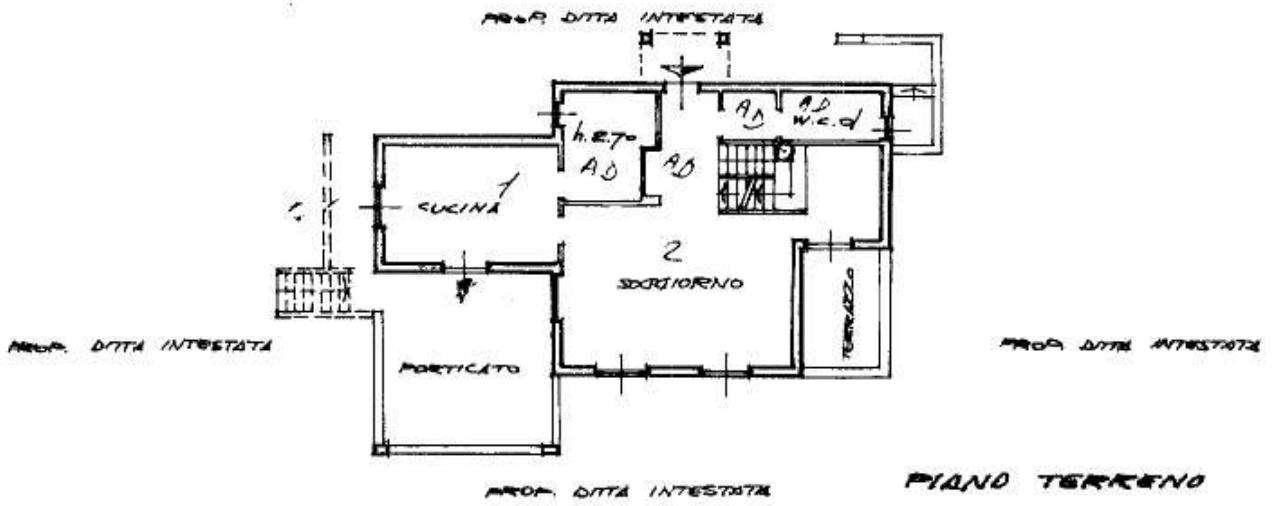 PROP. DITTA INTESTATA
AD
AD
w.c.d
h. 2.70
AD
AD
1
CUCINA
2
SOGGIORNO
TERRAZZO
PROP. DITTA INTESTATA
PROP. DITTA INTESTATA
PORTICATO
PROP. DITTA INTESTATA
PIANO TERRENO